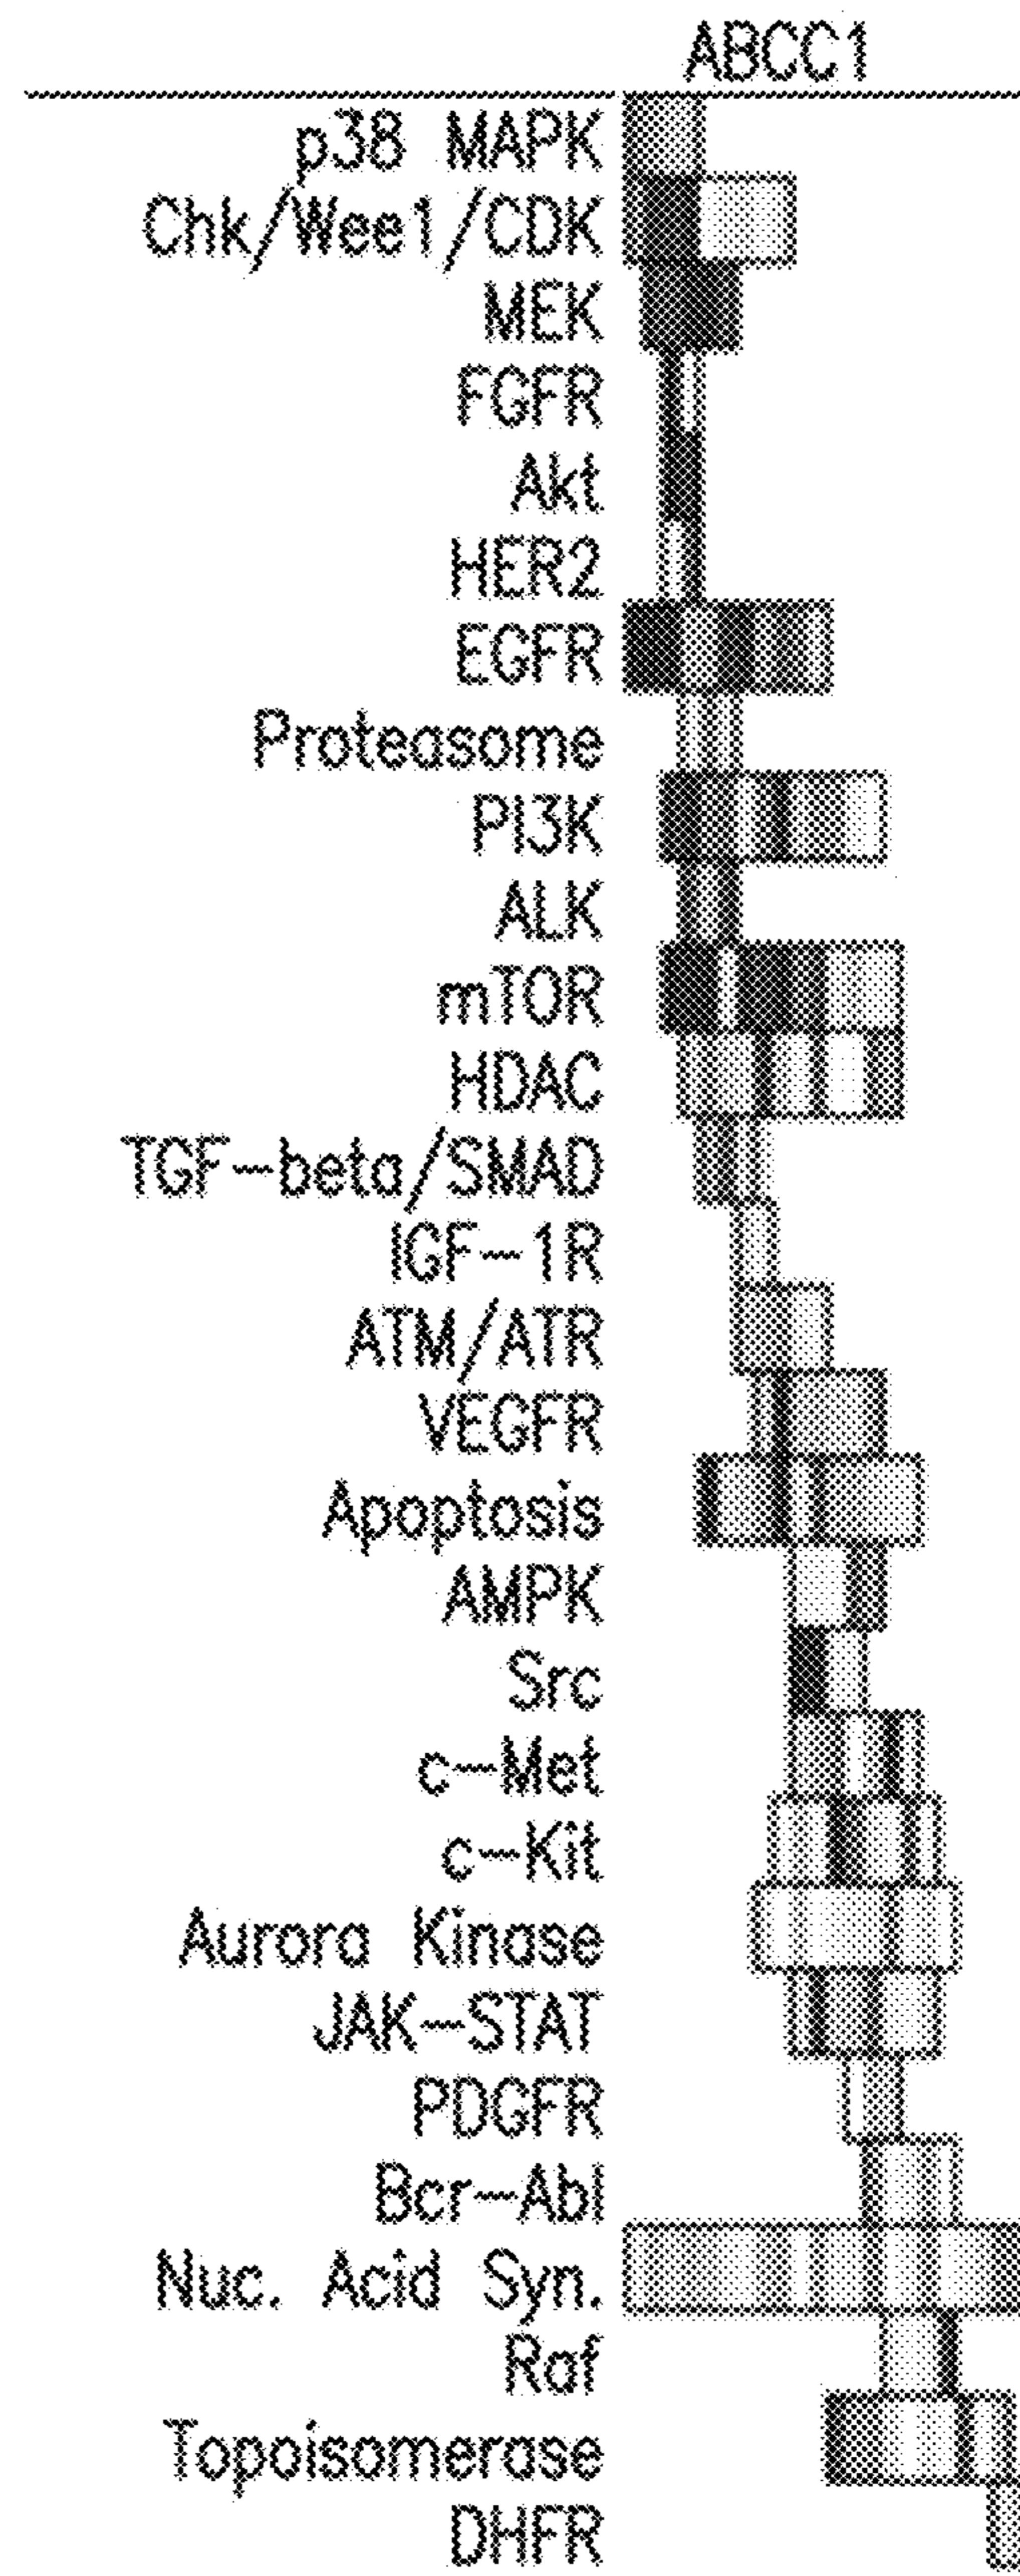 ABCC1
p38 MAPK
Chk/Wee1/CDK
MEK
FGFR
Akt
HER2
EGFR
Proteasome
PI3K
ALK
mTOR
HDAC
TGF-beta/SMAD
IGF-1R
ATM/ATR
VEGFR
Apoptosis
AMPK
Src
c-Met
c-Kit
Aurora Kinase
JAK-STAT
PDGFR
Bcr-Abl
Nuc. Acid Syn.
Raf
Topoisomerase
DHFR